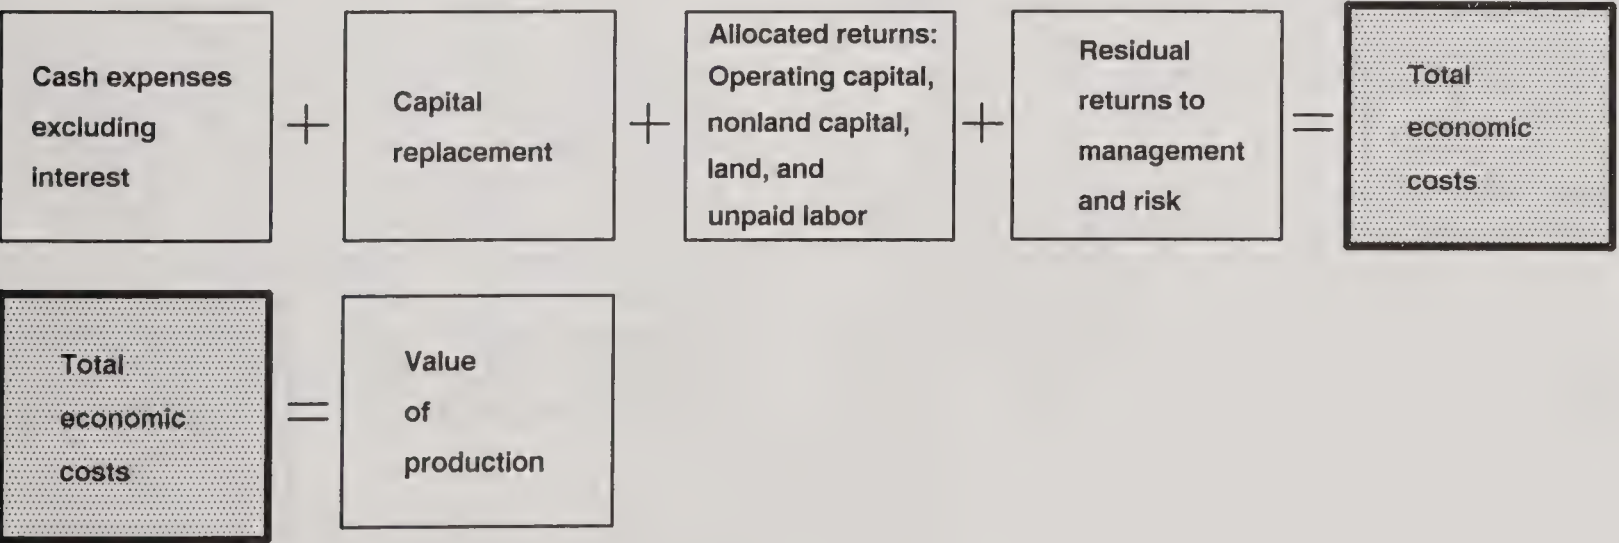 Cash expenses
excluding
interest
+
Capital
replacement
+
Allocated returns:
Operating capital,
nonland capital,
land, and
unpaid labor
+
Residual
returns to
management
and risk
=
Total
economic
costs
Total
economic
costs
=
Value
of
production